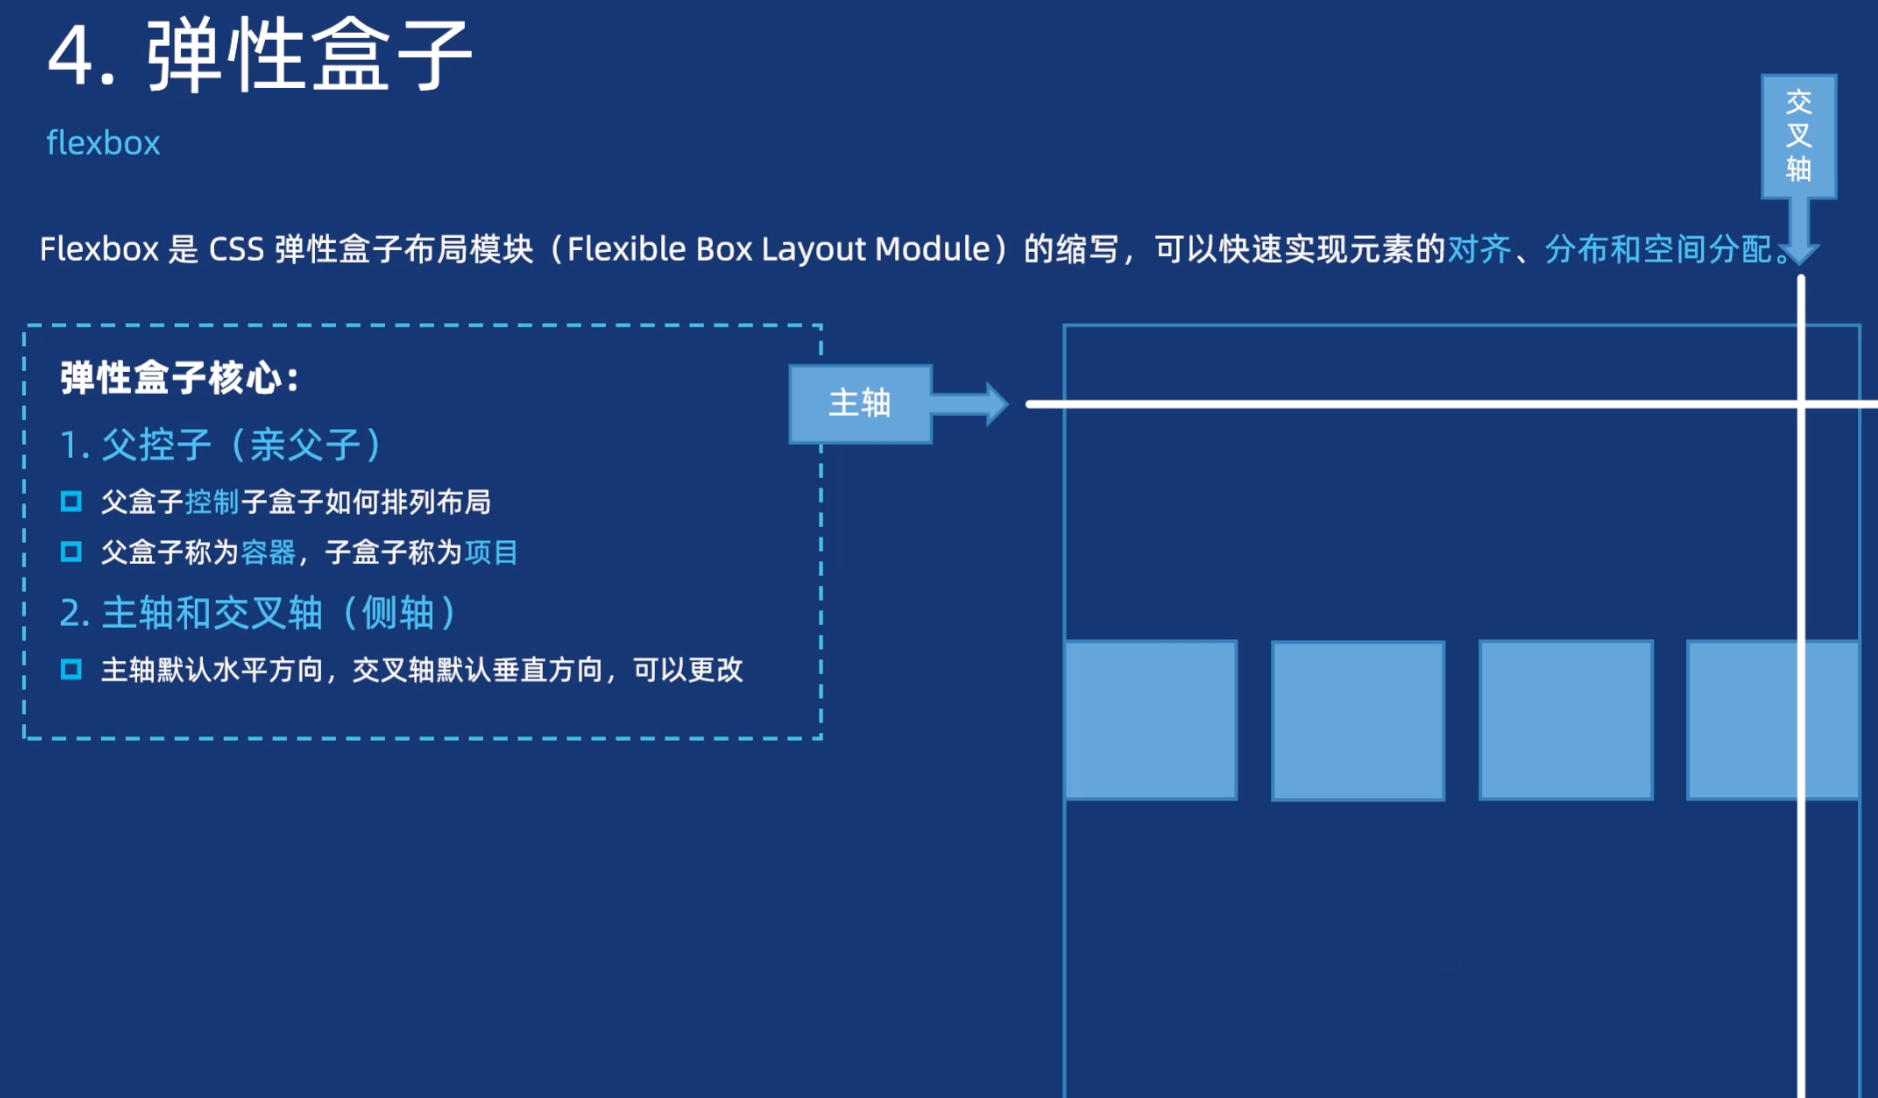 4. 弹性盒子
flexbox
交叉轴
Flexbox 是 CSS 弹性盒子布局模块（Flexible Box Layout Module）的缩写，可以快速实现元素的对齐、分布和空间分配。
弹性盒子核心：
主轴
1. 父控子（亲父子）
父盒子控制子盒子如何排列布局
父盒子称为容器，子盒子称为项目
2. 主轴和交叉轴（侧轴）
主轴默认水平方向，交叉轴默认垂直方向，可以更改